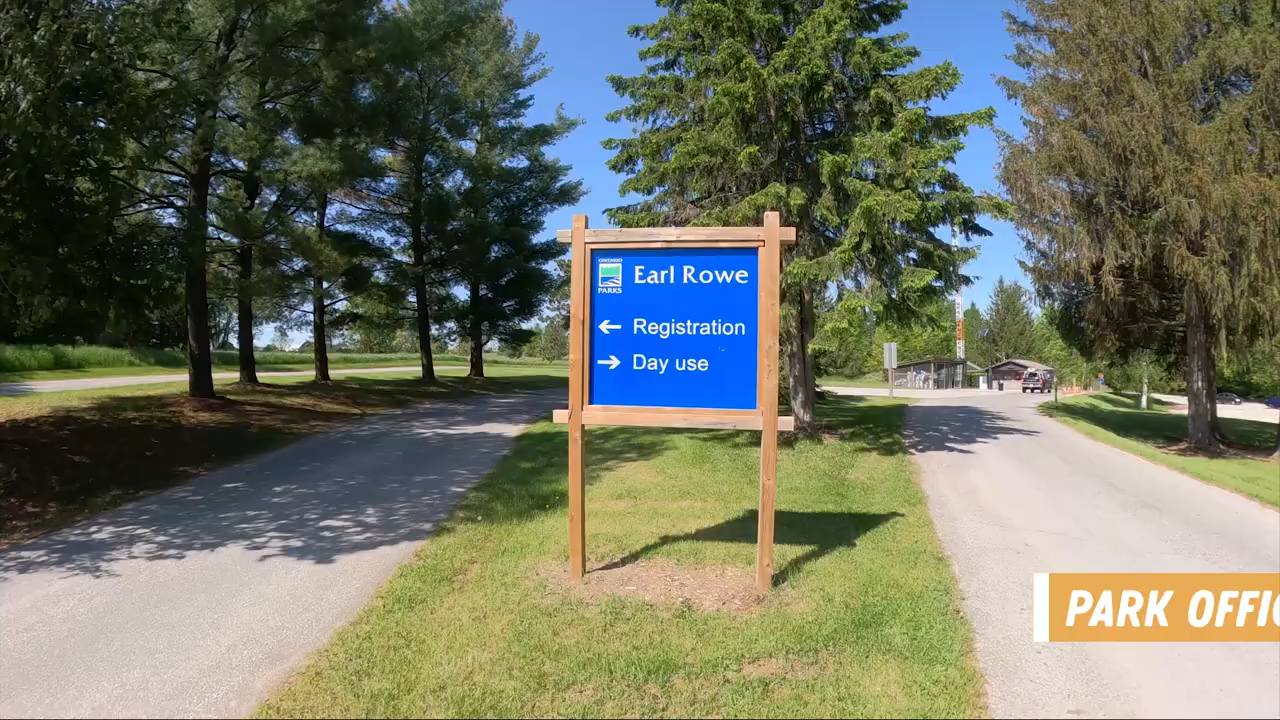 ONTARIO
PARKS
Earl Rowe
← Registration
→ Day use
PARK OFFIC